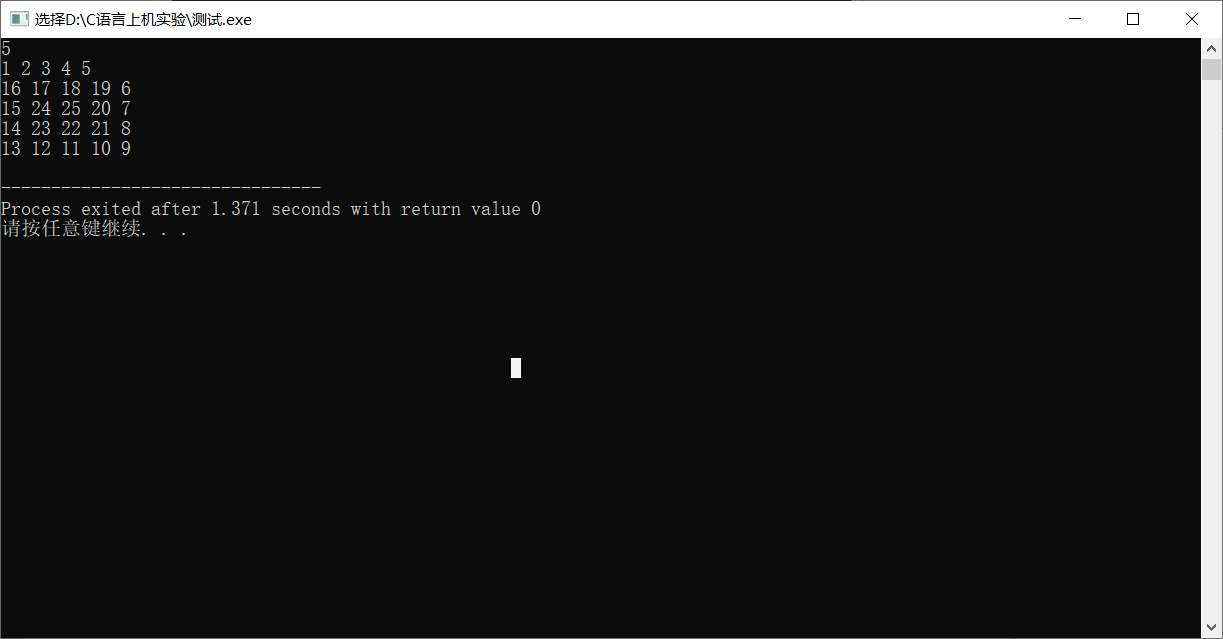 选择D:\C语言上机实验\测试.exe
5
1 2 3 4 5
16 17 18 19 6
15 24 25 20 7
14 23 22 21 8
13 12 11 10 9
--------------------------------
Process exited after 1.371 seconds with return value 0
请按任意键继续. . .